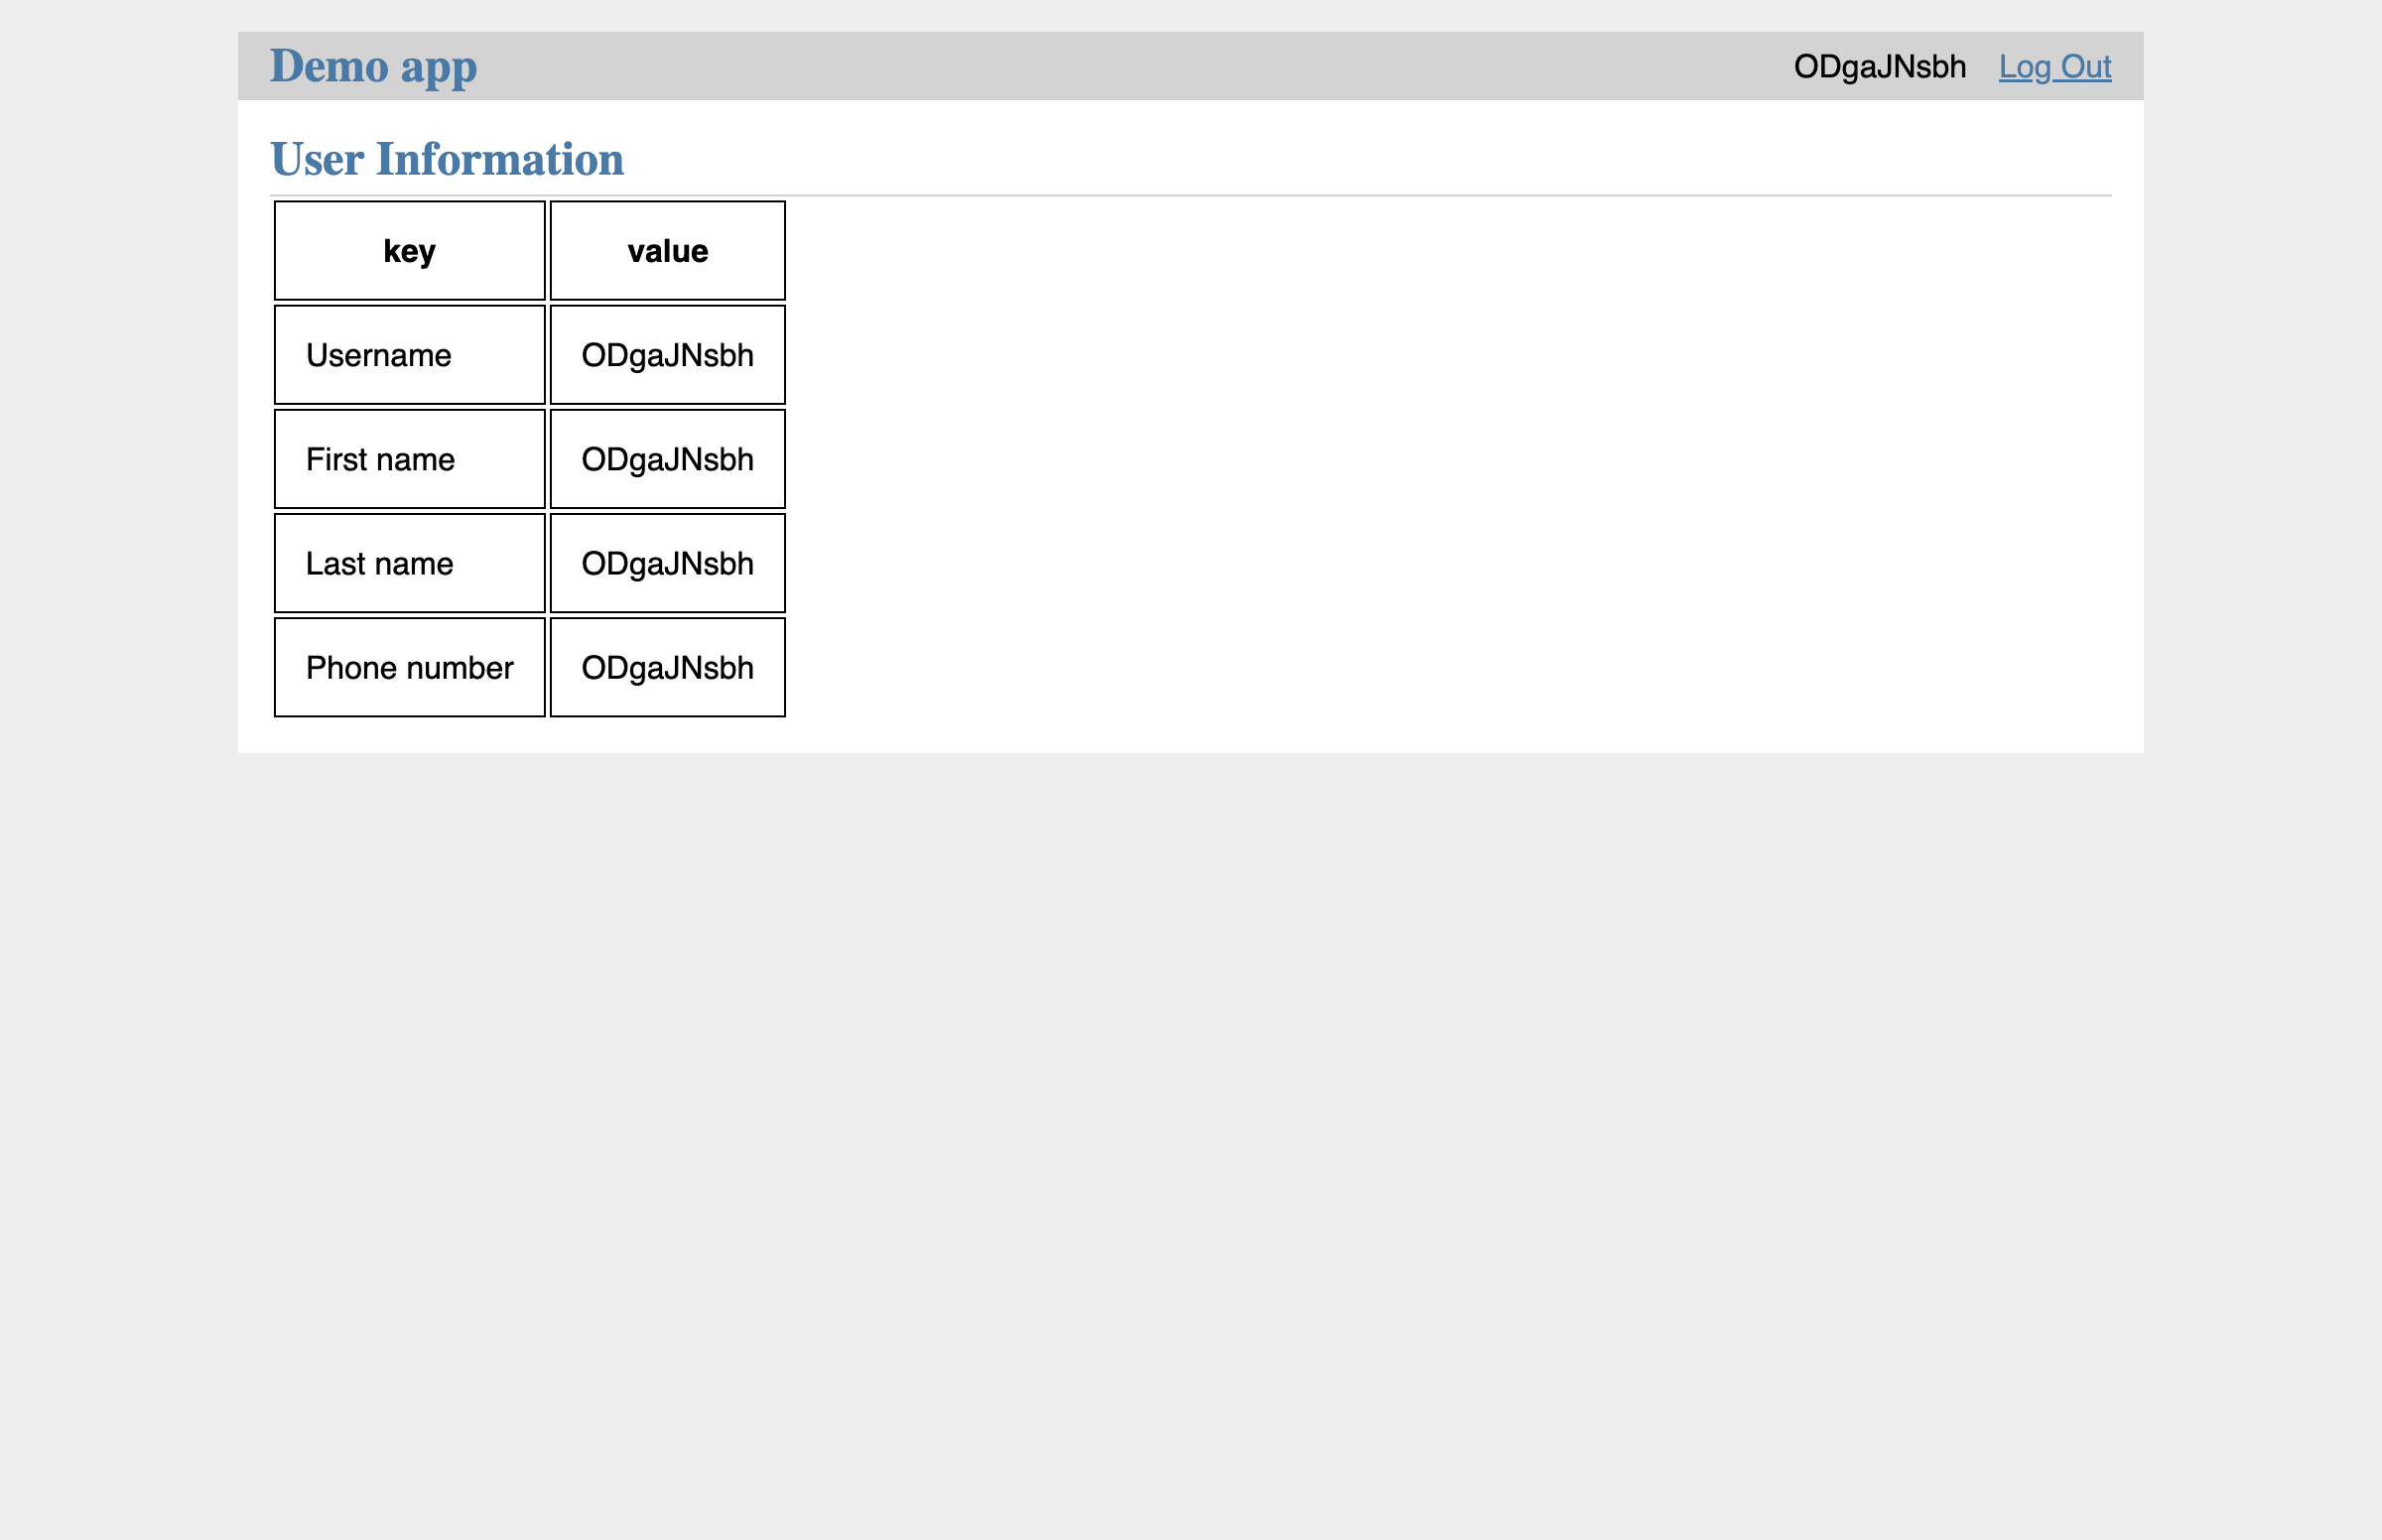 Demo app ODgaJNsbh Log Out
User Information
key value
Username ODgaJNsbh
First name ODgaJNsbh
Last name ODgaJNsbh
Phone number ODgaJNsbh